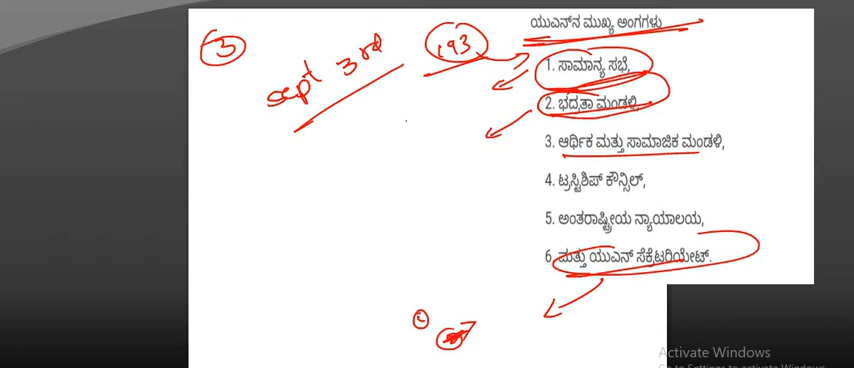 3
sept 3rd
193
ಯುಎನ್‌ನ ಮುಖ್ಯ ಅಂಗಗಳು
1. ಸಾಮಾನ್ಯ ಸಭೆ,
2. ಭದ್ರತಾ ಮಂಡಳಿ,
3. ಆರ್ಥಿಕ ಮತ್ತು ಸಾಮಾಜಿಕ ಮಂಡಳಿ,
4. ಟ್ರಸ್ಟಿಶಿಪ್ ಕೌನ್ಸಿಲ್,
5. ಅಂತರಾಷ್ಟ್ರೀಯ ನ್ಯಾಯಾಲಯ,
6. ಮತ್ತು ಯುಎನ್ ಸೆಕ್ರೆಟರಿಯೇಟ್.
Activate Windows